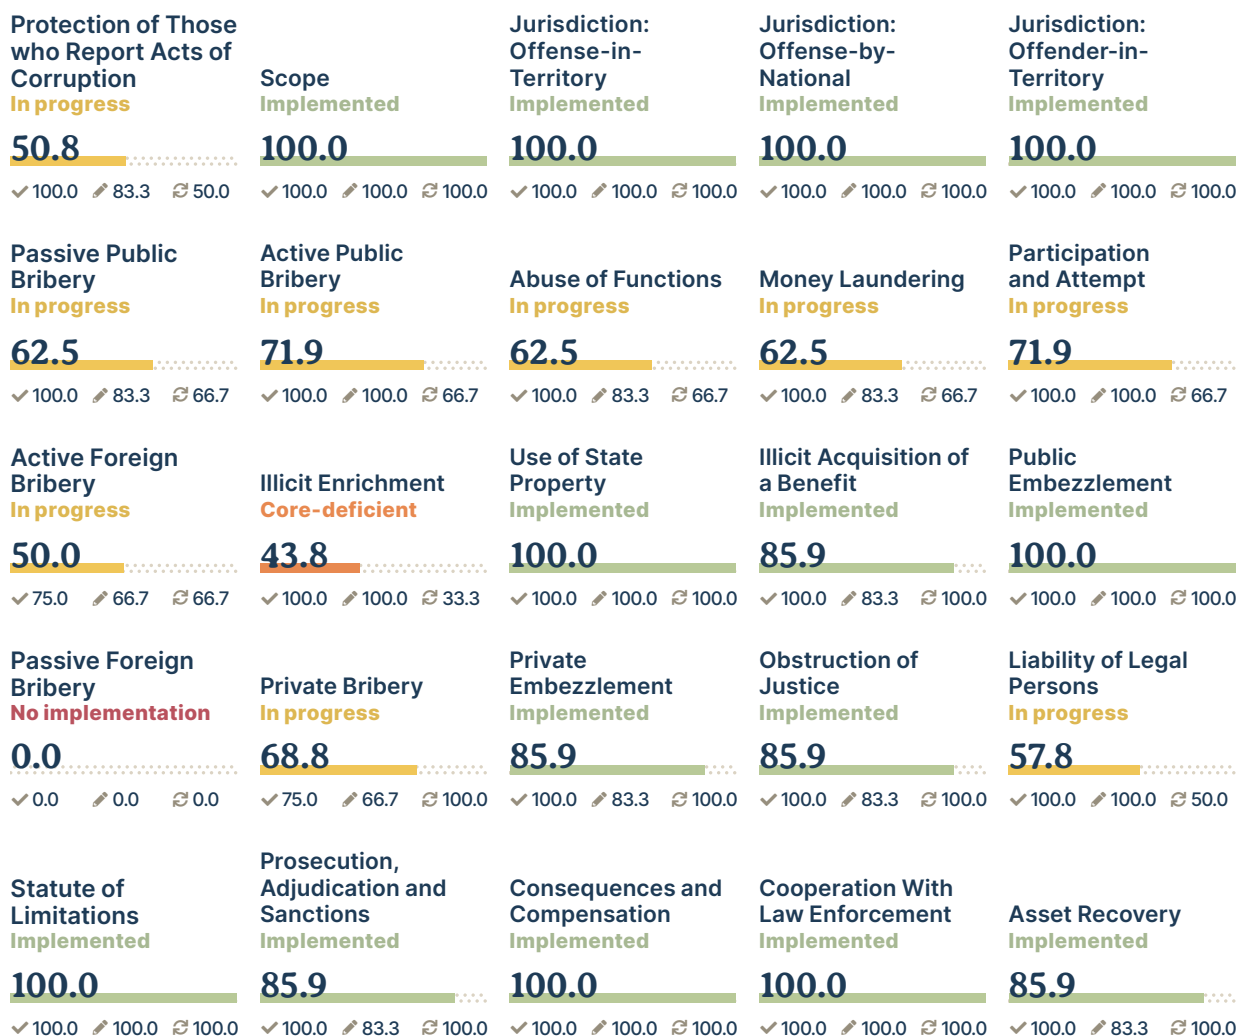 Protection of Those
who Report Acts of
Corruption
In progress
50.8
100.0 83.3 50.0
Scope
Implemented
100.0
100.0 100.0 100.0
Jurisdiction:
Offense-in-
Territory
Implemented
100.0
100.0 100.0 100.0
Jurisdiction:
Offense-by-
National
Implemented
100.0
100.0 100.0 100.0
Jurisdiction:
Offender-in-
Territory
Implemented
100.0
100.0 100.0 100.0
Passive Public
Bribery
In progress
62.5
100.0 83.3 66.7
Active Public
Bribery
In progress
71.9
100.0 100.0 66.7
Abuse of Functions
In progress
62.5
100.0 83.3 66.7
Money Laundering
In progress
62.5
100.0 83.3 66.7
Participation
and Attempt
In progress
71.9
100.0 100.0 66.7
Active Foreign
Bribery
In progress
50.0
75.0 66.7 66.7
Illicit Enrichment
Core-deficient
43.8
100.0 100.0 33.3
Use of State
Property
Implemented
100.0
100.0 100.0 100.0
Illicit Acquisition of
a Benefit
Implemented
85.9
100.0 83.3 100.0
Public
Embezzlement
Implemented
100.0
100.0 100.0 100.0
Passive Foreign
Bribery
No implementation
0.0
0.0 0.0 0.0
Private Bribery
In progress
68.8
75.0 66.7 100.0
Private
Embezzlement
Implemented
85.9
100.0 83.3 100.0
Obstruction of
Justice
Implemented
85.9
100.0 83.3 100.0
Liability of Legal
Persons
In progress
57.8
100.0 100.0 50.0
Statute of
Limitations
Implemented
100.0
100.0 100.0 100.0
Prosecution,
Adjudication and
Sanctions
Implemented
85.9
100.0 83.3 100.0
Consequences and
Compensation
Implemented
100.0
100.0 100.0 100.0
Cooperation With
Law Enforcement
Implemented
100.0
100.0 100.0 100.0
Asset Recovery
Implemented
85.9
100.0 83.3 100.0